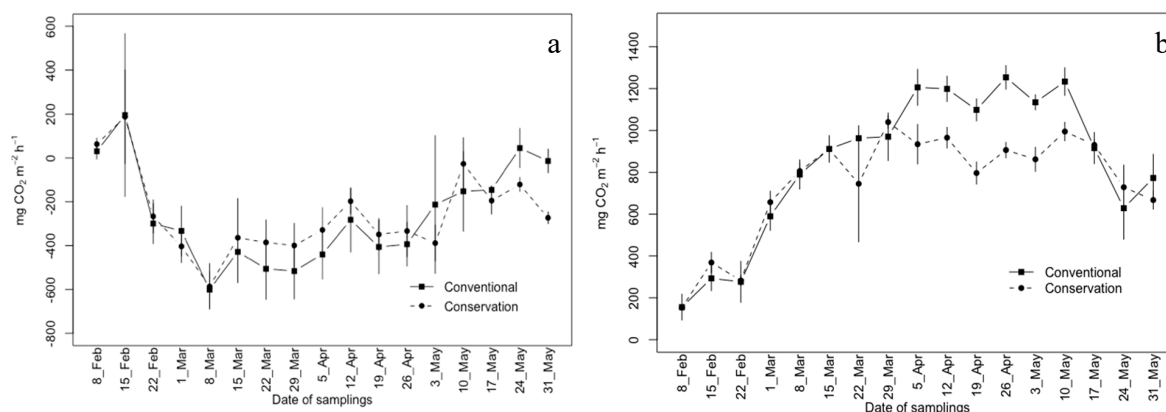 a
600
400
200
0
-200
-400
-600
-800
mg CO₂ m⁻² h⁻¹
Conventional
Conservation
8_Feb
15_Feb
22_Feb
1_Mar
8_Mar
15_Mar
22_Mar
29_Mar
5_Apr
12_Apr
19_Apr
26_Apr
3_May
10_May
17_May
24_May
31_May
Date of samplings
b
1400
1200
1000
800
600
400
200
0
mg CO₂ m⁻² h⁻¹
Conventional
Conservation
8_Feb
15_Feb
22_Feb
1_Mar
8_Mar
15_Mar
22_Mar
29_Mar
5_Apr
12_Apr
19_Apr
26_Apr
3_May
10_May
17_May
24_May
31_May
Date of samplings